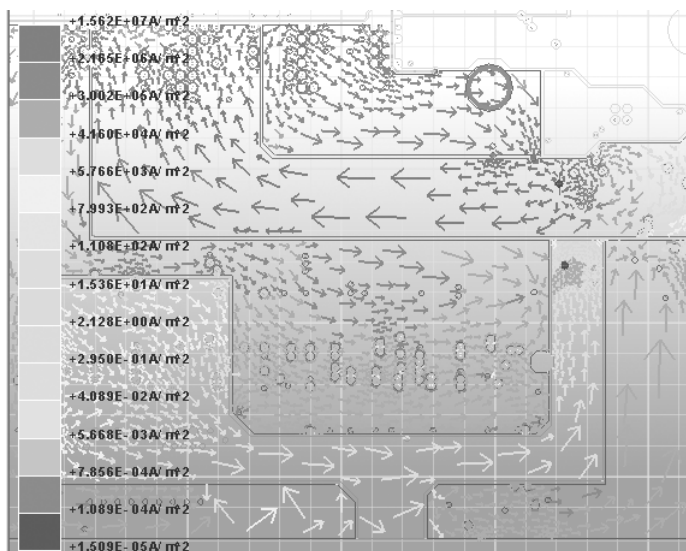 +1.562E+07A/m^2
+2.165E+06A/m^2
+3.002E+05A/m^2
+4.160E+04A/m^2
+5.766E+03A/m^2
+7.993E+02A/m^2
+1.108E+02A/m^2
+1.536E+01A/m^2
+2.128E+00A/m^2
+2.950E-01A/m^2
+4.089E-02A/m^2
+5.668E-03A/m^2
+7.856E-04A/m^2
+1.089E-04A/m^2
+1.509E-05A/m^2